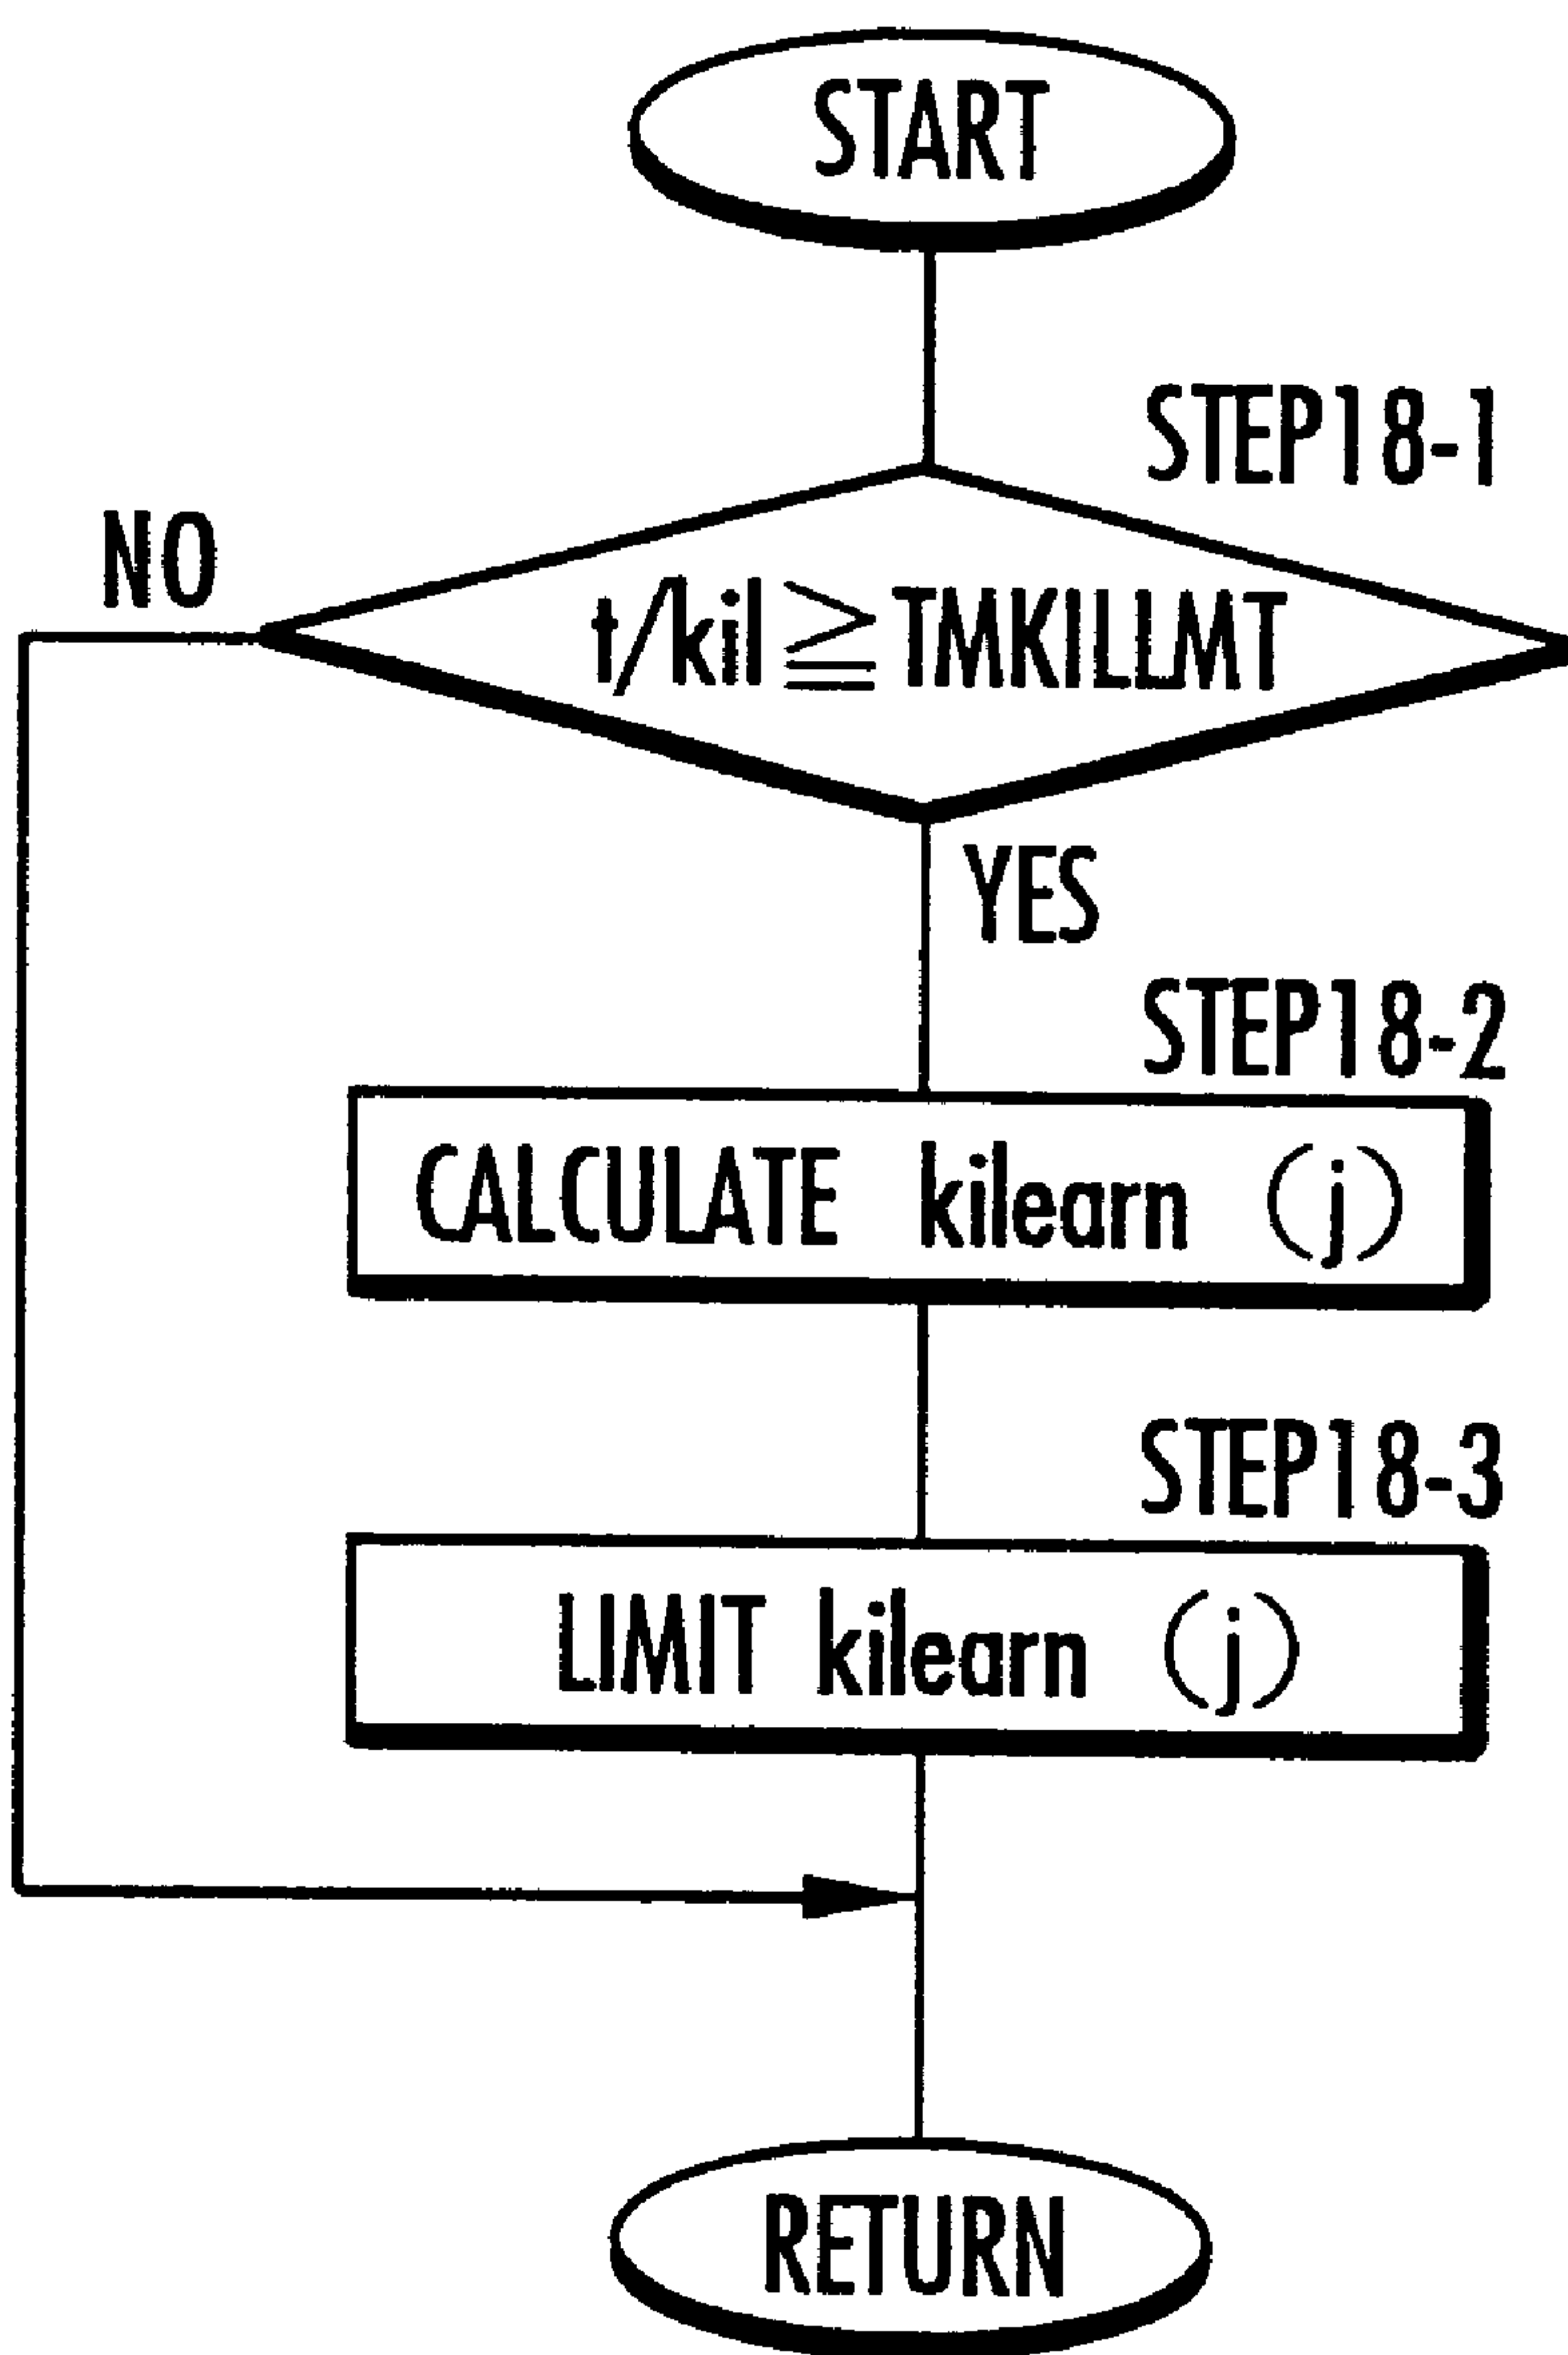 START
STEP18-1
NO
t/kil≧TMKILLMT
YES
STEP18-2
CALCULATE kilearn (j)
STEP18-3
LIMIT kilearn (j)
RETURN